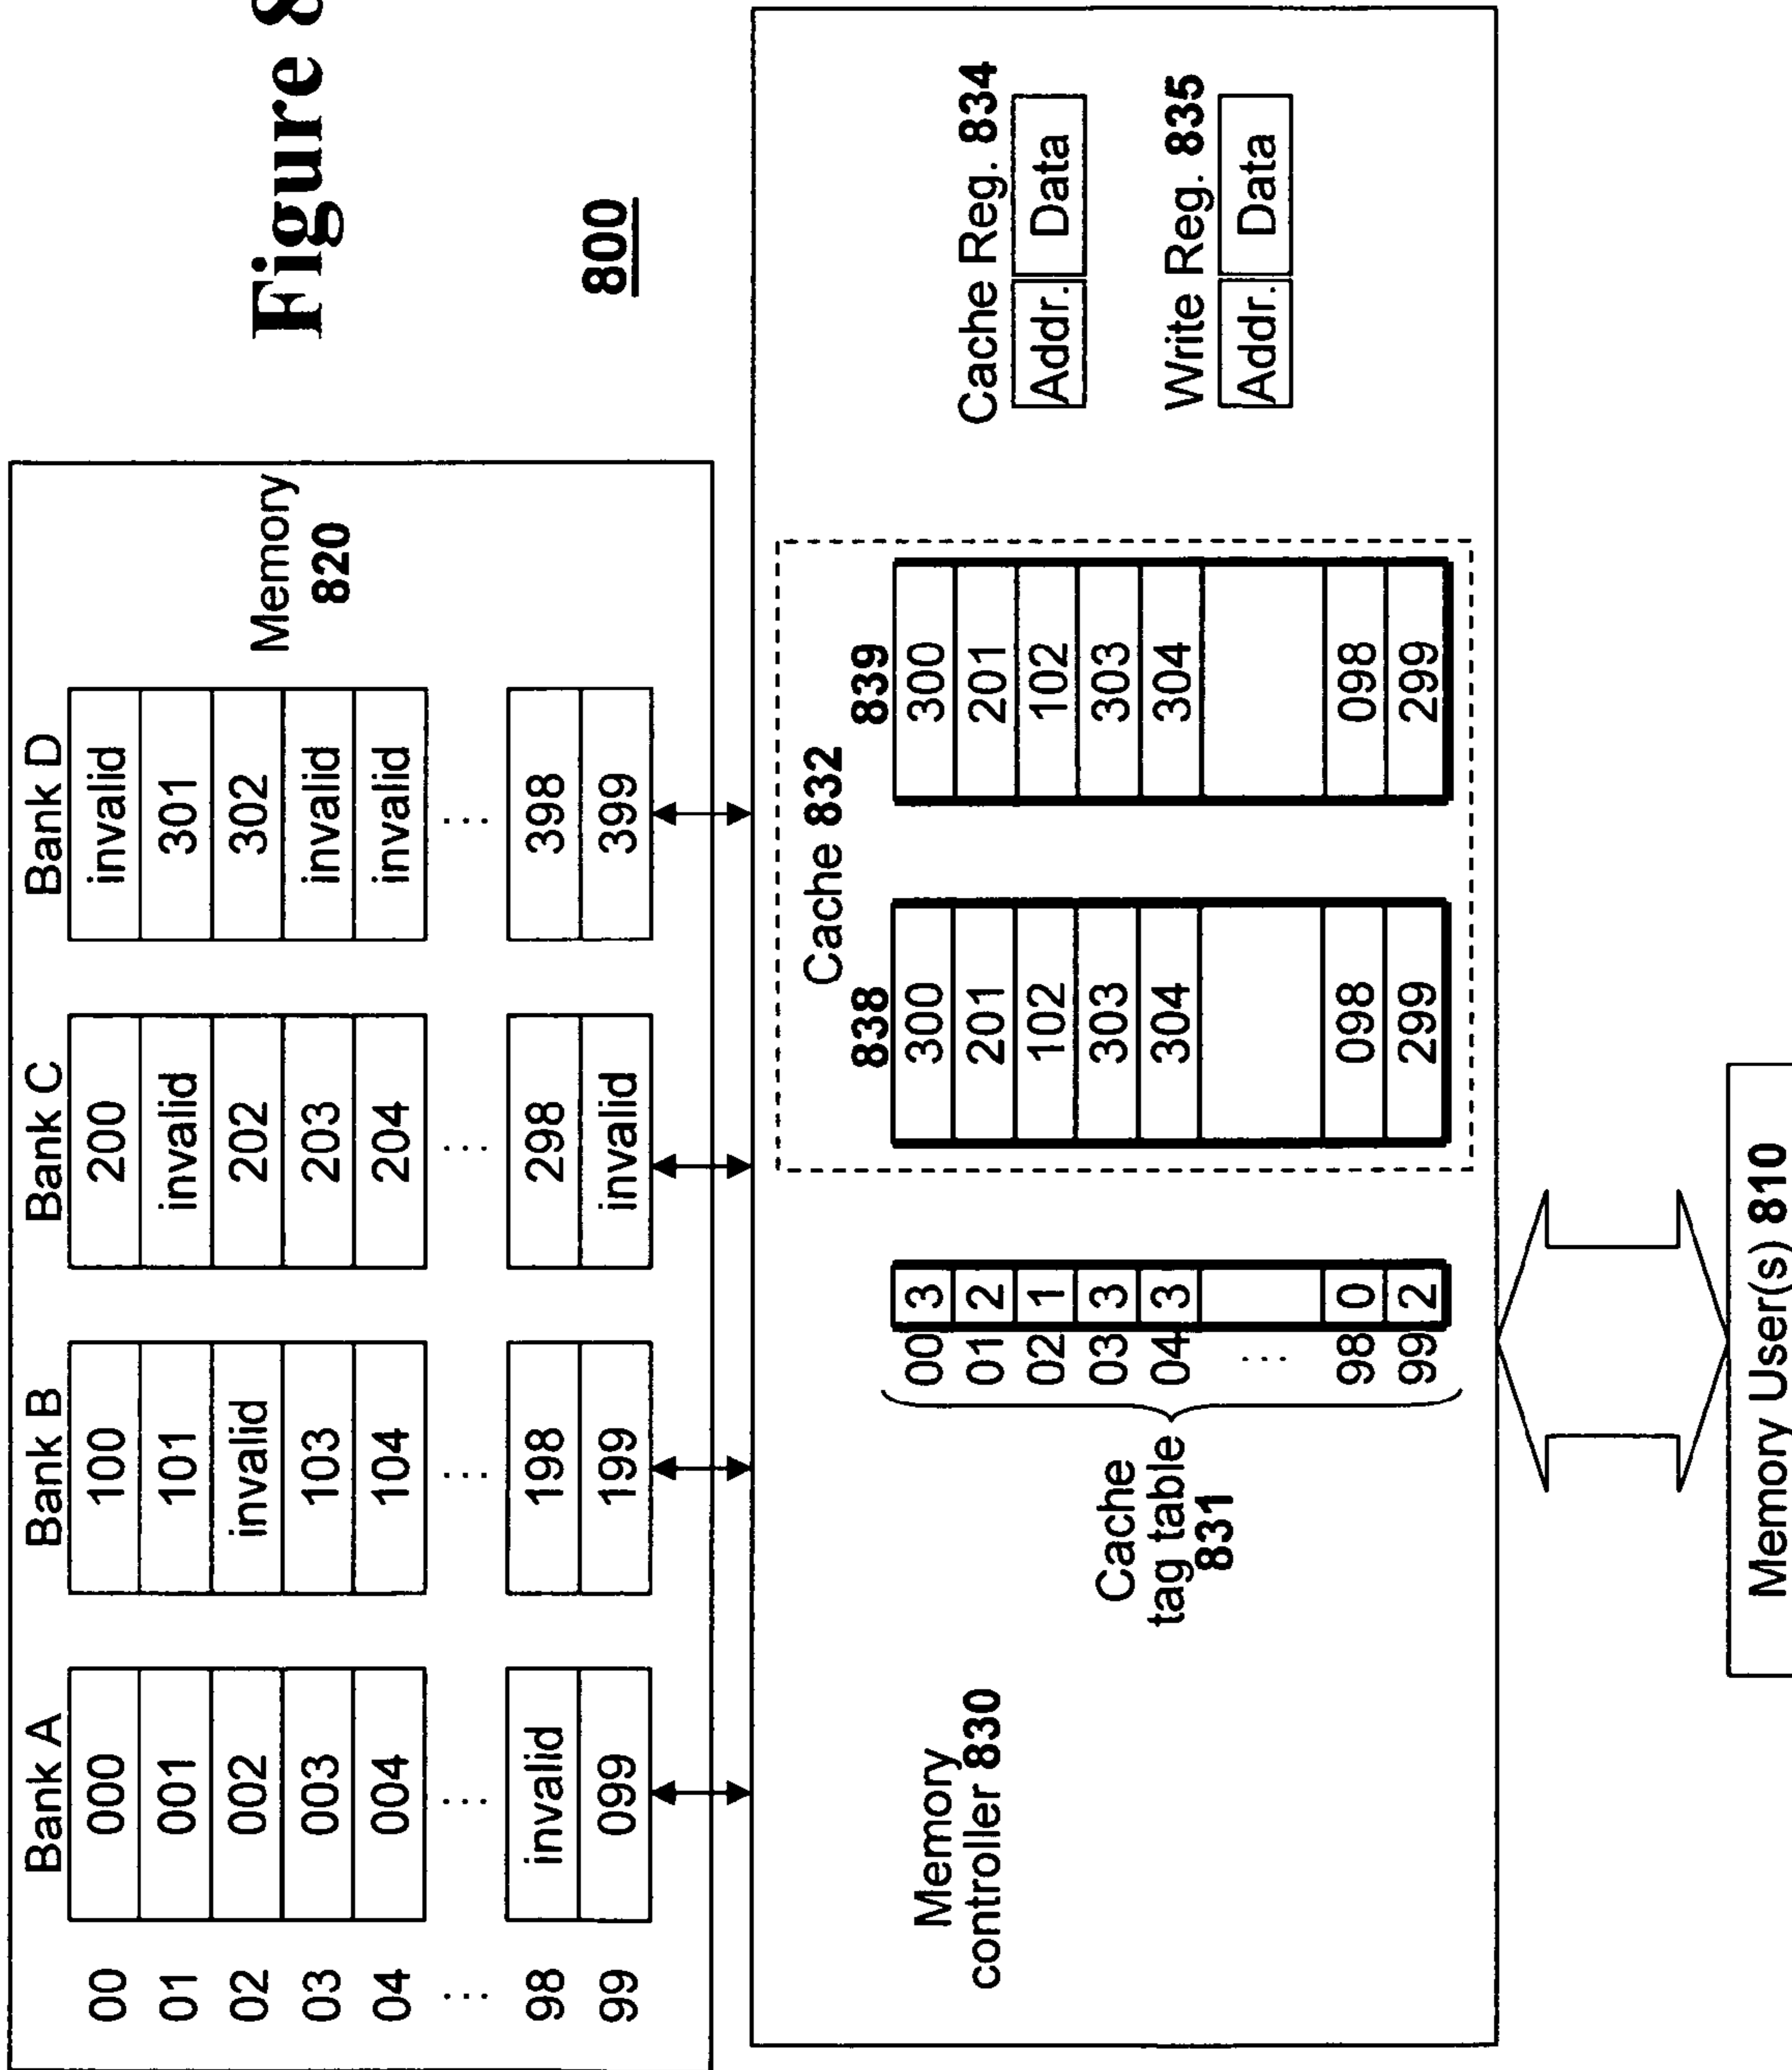 Figure 8
800
Bank A Bank B Bank C Bank D
00 000 100 200 invalid
01 001 101 invalid 301
02 002 invalid 202 302
03 003 103 203 invalid
04 004 104 204 invalid
... ... ... ... ...
98 invalid 198 298 398
99 099 199 invalid 399
Memory
820
Memory
controller 830
Cache
tag table
831
Cache 832
838 839
00 3 300 300
01 2 201 201
02 1 102 102
03 3 303 303
04 3 304 304
...
98 0 098 098
99 2 299 299
Cache Reg. 834
Addr. Data
Write Reg. 835
Addr. Data
Memory User(s) 810